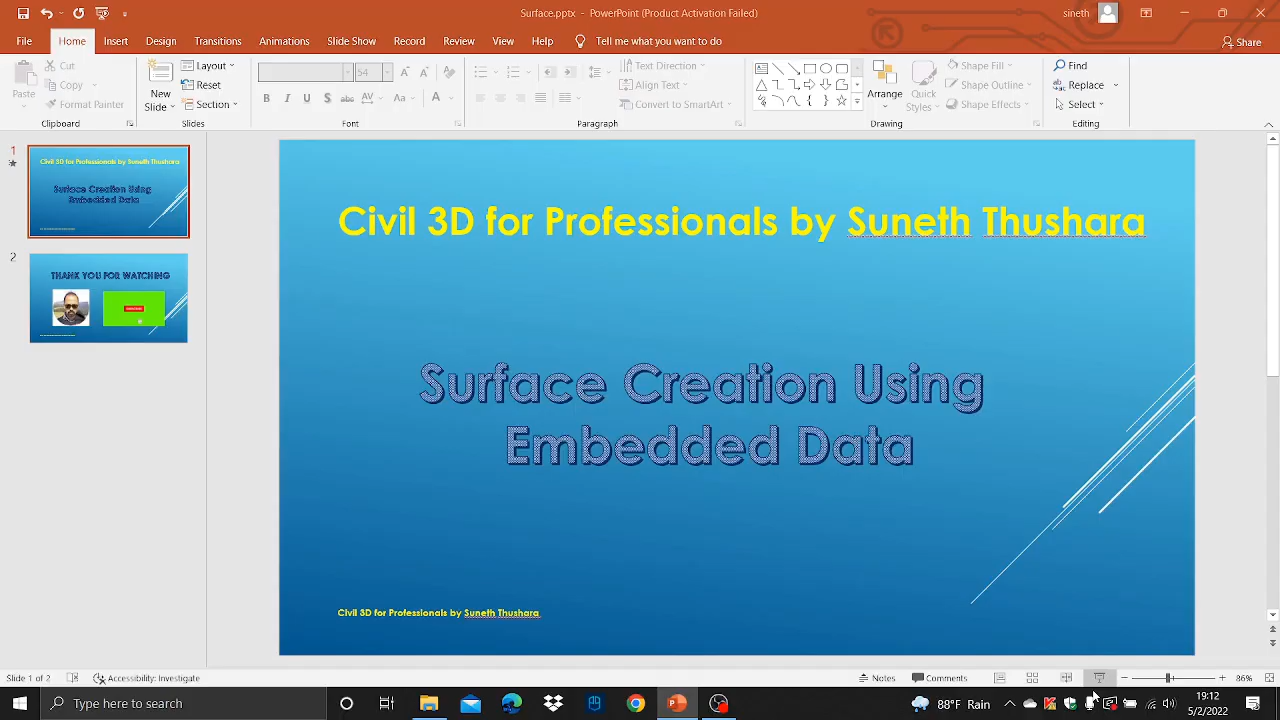 Surface.pptx - PowerPoint (Product Activation Failed)
sineth
File Home Insert Design Transitions Animations Slide Show Record Review View Help Tell me what you want to do Share
Paste
Cut
Copy
Format Painter
Clipboard
New
Slide
Layout
Reset
Section
Slides
54
Font
Text Direction
Align Text
Convert to SmartArt
Paragraph
Arrange
Quick
Styles
Shape Fill
Shape Outline
Shape Effects
Drawing
Find
Replace
Select
Editing
1
Civil 3D for Professionals by Suneth Thushara
Surface Creation Using
Embedded Data
2
THANK YOU FOR WATCHING
Civil 3D for Professionals by Suneth Thushara
Surface Creation Using
Embedded Data
Civil 3D for Professionals by Suneth Thushara
Slide 1 of 2
Accessibility: Investigate
Notes
Comments
86%
Type here to search
88°F Rain
19:12
5/2/2022